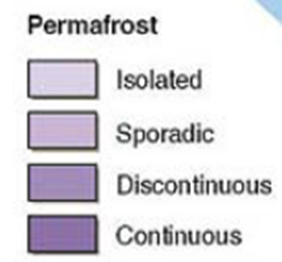 Permafrost
Isolated
Sporadic
Discontinuous
Continuous